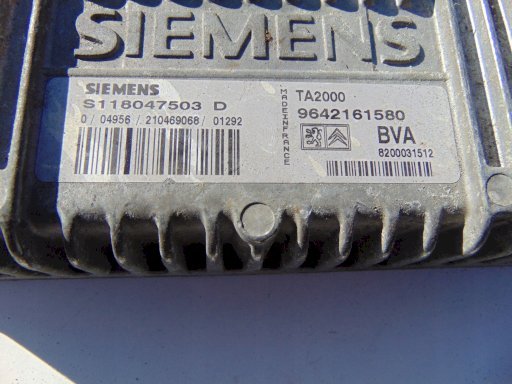 SIEMENS
SIEMENS
S118047503 D
0/ 04956 / 210469068/ 01292
MADE IN FRANCE
TA2000
9642161580
BVA
8200031512